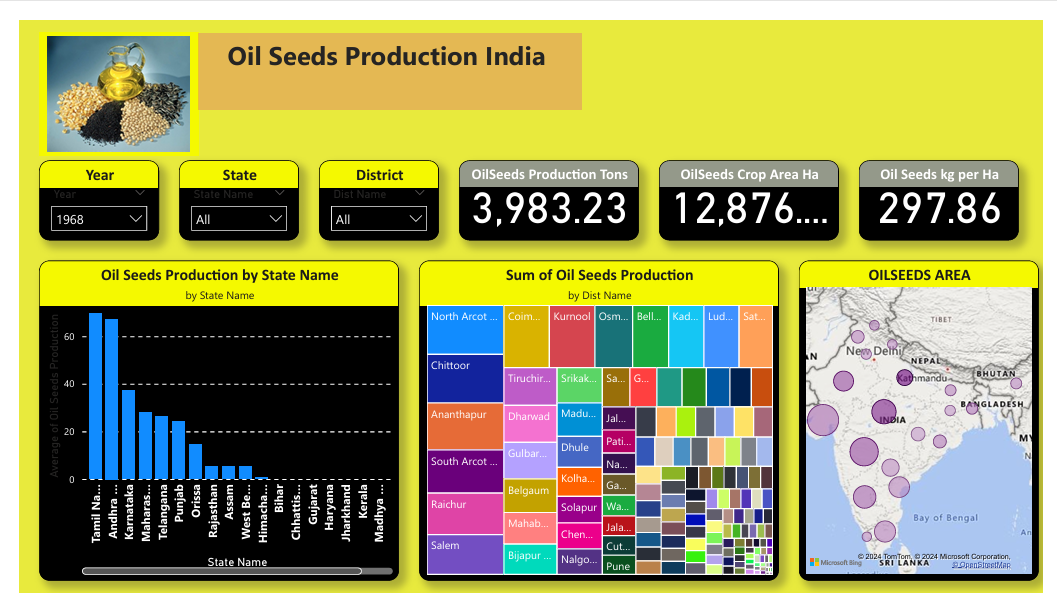 Oil Seeds Production India
Year
State
District
OilSeeds Production Tons
OilSeeds Crop Area Ha
Oil Seeds kg per Ha
Year
State Name
Dist Name
1968
All
All
3,983.23
12,876....
297.86
Oil Seeds Production by State Name
by State Name
Average of Oil Seeds Production
60
40
20
0
Tamil Na...
Andhra ...
Karnataka
Maharas...
Telangana
Punjab
Orissa
Rajasthan
Assam
West Be...
Himacha...
Bihar
Chhattis...
Gujarat
Haryana
Jharkhand
Kerala
Madhya ...
State Name
Sum of Oil Seeds Production
by Dist Name
North Arcot ...
Chittoor
Ananthapur
South Arcot ...
Raichur
Salem
Coim...
Kurnool
Osm...
Bell...
Kad...
Lud...
Sat...
Tiruchir...
Dharwad
Gulbar...
Belgaum
Mahab...
Bijapur ...
Srikak...
Madu...
Dhule
Kolha...
Solapur
Chen...
Nalgo...
Sa...
G...
Jal...
Pati...
Na...
Ga...
Wa...
Jala...
Cut...
Pune
OILSEEDS AREA
TIBET
New Delhi
NEPAL
Kathmandu
BHUTAN
BANGLADESH
INDIA
MY
Bay of Bengal
An
SRI LANKA
Microsoft Bing
© 2024 TomTom, © 2024 Microsoft Corporation,
© OpenStreetMap